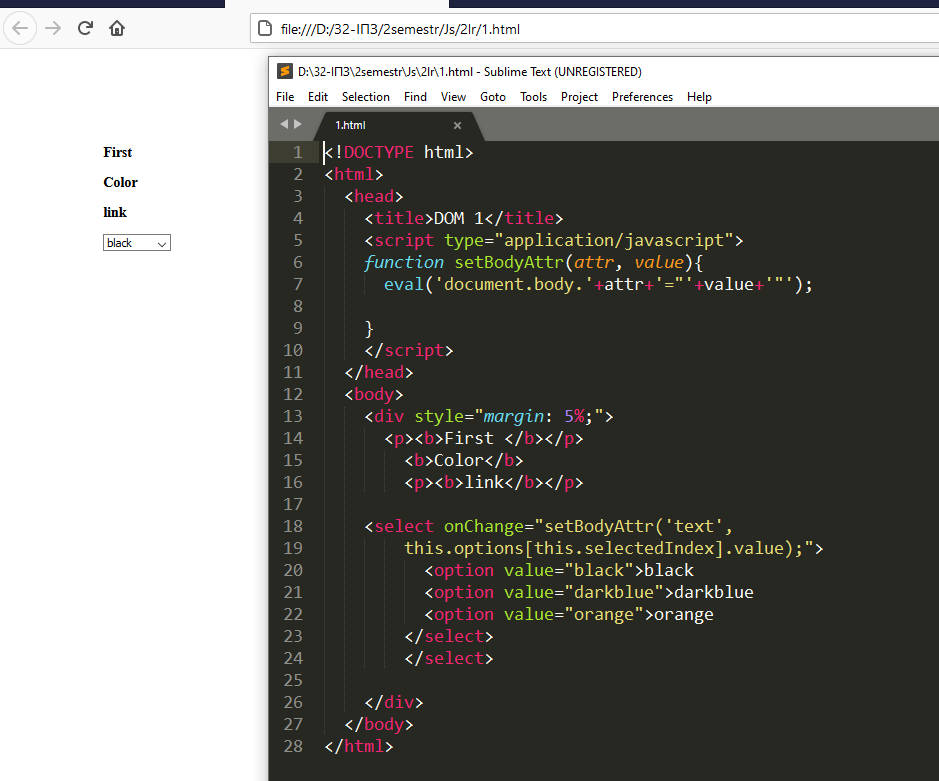 file:///D:/32-ІПЗ/2semestr/Js/2lr/1.html
First
Color
link
black
D:\32-ІПЗ\2semestr\Js\2lr\1.html - Sublime Text (UNREGISTERED)
File Edit Selection Find View Goto Tools Project Preferences Help
1.html
1 <!DOCTYPE html>
2 <html>
3 <head>
4 <title>DOM 1</title>
5 <script type="application/javascript">
6 function setBodyAttr(attr, value){
7 eval('document.body.'+attr+'="'+value+'"');
8
9 }
10 </script>
11 </head>
12 <body>
13 <div style="margin: 5%;">
14 <p><b>First </b></p>
15 <b>Color</b>
16 <p><b>link</b></p>
17
18 <select onChange="setBodyAttr('text',
19 this.options[this.selectedIndex].value);">
20 <option value="black">black
21 <option value="darkblue">darkblue
22 <option value="orange">orange
23 </select>
24 </select>
25
26 </div>
27 </body>
28 </html>